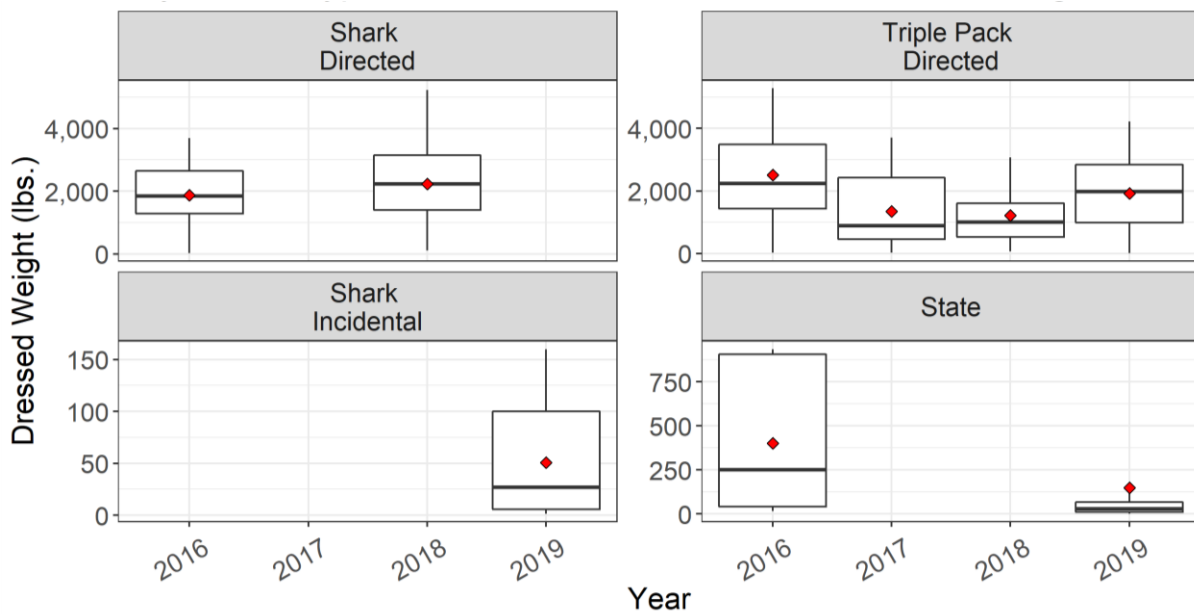 Shark
Directed
Triple Pack
Directed
4,000
2,000
0
4,000
2,000
0
Shark
Incidental
State
150
100
50
0
750
500
250
0
2016
2017
2018
2019
2016
2017
2018
2019
Dressed Weight (lbs.)
Year